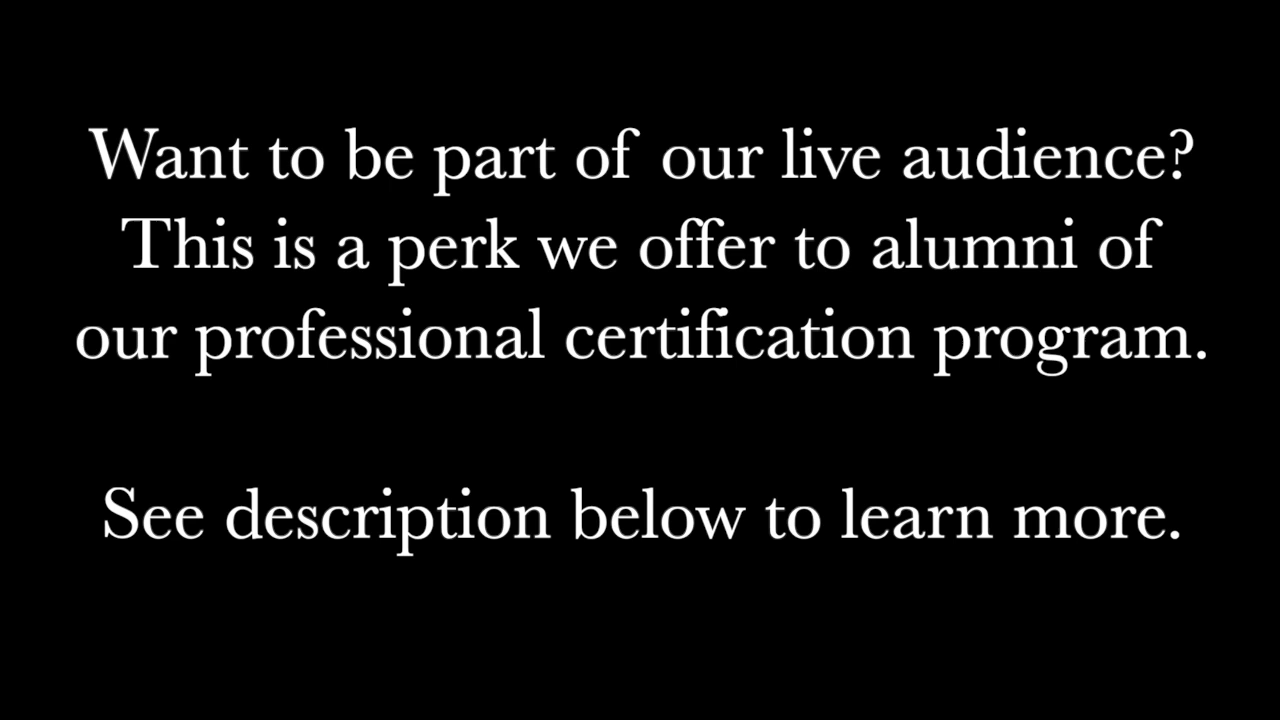 Want to be part of our live audience?
This is a perk we offer to alumni of
our professional certification program.
See description below to learn more.